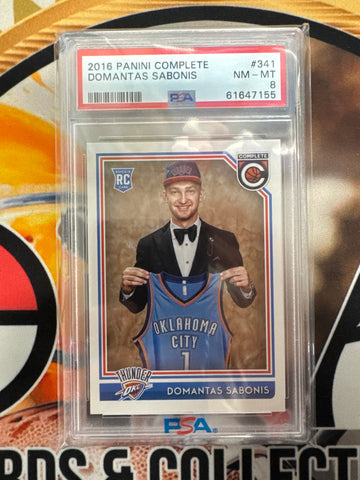 2016 PANINI COMPLETE #341
DOMANTAS SABONIS NM - MT
8
PSA 61647155
RC
COMPLETE
C
OKLAHOMA
CITY
1
THUNDER
OKC
DOMANTAS SABONIS
PSA
RDS & COLLECT